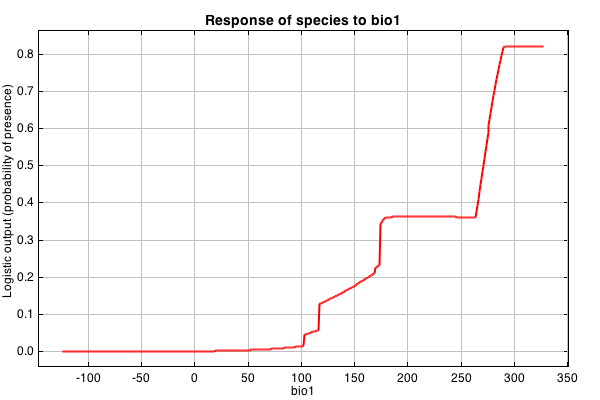 Response of species to bio1
Logistic output (probability of presence)
0.8
0.7
0.6
0.5
0.4
0.3
0.2
0.1
0.0
-100 -50 0 50 100 150 200 250 300 350
bio1